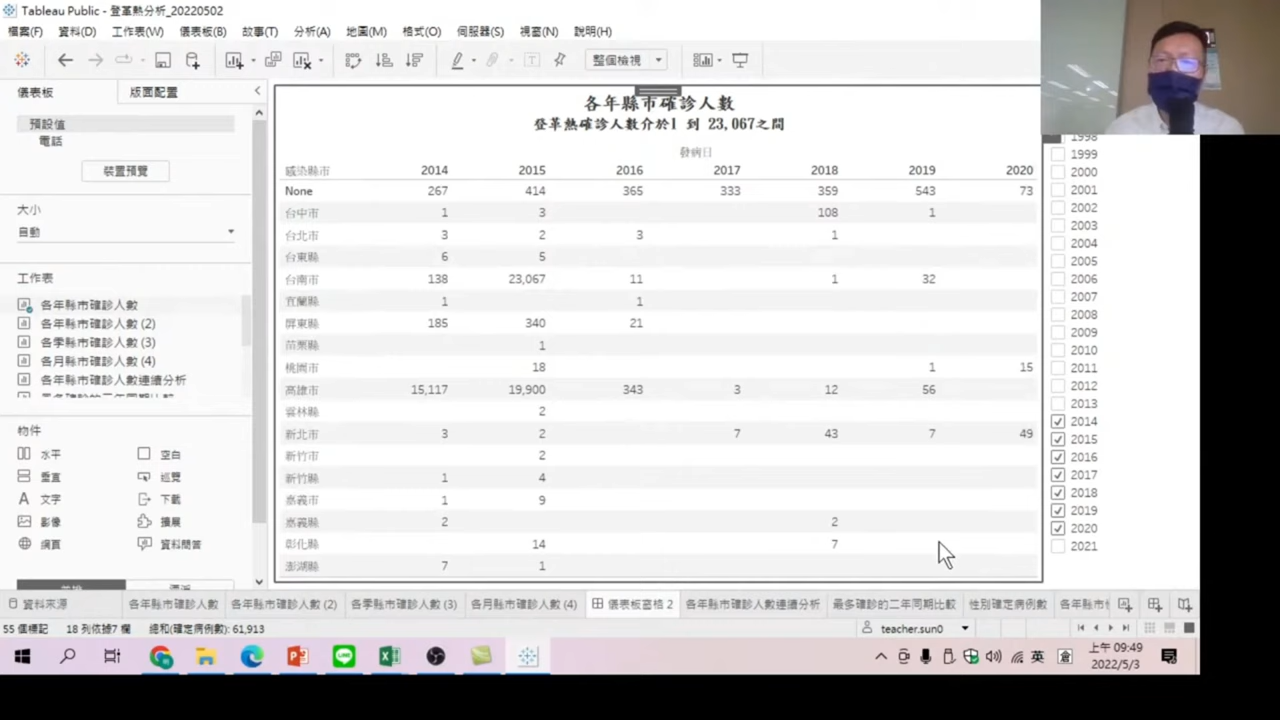 Tableau Public - 登革熱分析_20220502
檔案(F) 資料(D) 工作表(W) 儀表板(B) 故事(T) 分析(A) 地圖(M) 格式(O) 伺服器(S) 視窗(N) 說明(H)
整個檢視
儀表板 版面配置
預設值
電話
裝置預覽
大小
自動
工作表
各年縣市確診人數
各年縣市確診人數 (2)
各季縣市確診人數 (3)
各月縣市確診人數 (4)
各年縣市確診人數連續分析
最多確診的二年同期比較
物件
水平 空白
垂直 巡覽
文字 下載
影像 擴展
網頁 資料問答
各年縣市確診人數
登革熱確診人數介於1 到 23,067之間
發病日
感染縣市 2014 2015 2016 2017 2018 2019 2020
None 267 414 365 333 359 543 73
台中市 1 3 108 1
台北市 3 2 3 1
台東縣 6 5
台南市 138 23,067 11 1 32
宜蘭縣 1 1
屏東縣 185 340 21
苗栗縣 1
桃園市 18 1 15
高雄市 15,117 19,900 343 3 12 56
雲林縣 2
新北市 3 2 7 43 7 49
新竹市 2
新竹縣 1 4
嘉義市 1 9
嘉義縣 2 2
彰化縣 14 7
澎湖縣 7 1
1998
1999
2000
2001
2002
2003
2004
2005
2006
2007
2008
2009
2010
2011
2012
2013
2014
2015
2016
2017
2018
2019
2020
2021
資料來源 各年縣市確診人數 各年縣市確診人數 (2) 各季縣市確診人數 (3) 各月縣市確診人數 (4) 儀表板富植 2 各年縣市確診人數連續分析 最多確診的二年同期比較 性別確定病例數 各年縣市
55 個標記 18 列依據7 欄 總和(確定病例數): 61,913 teacher.sun0
英 上午 09:49
2022/5/3